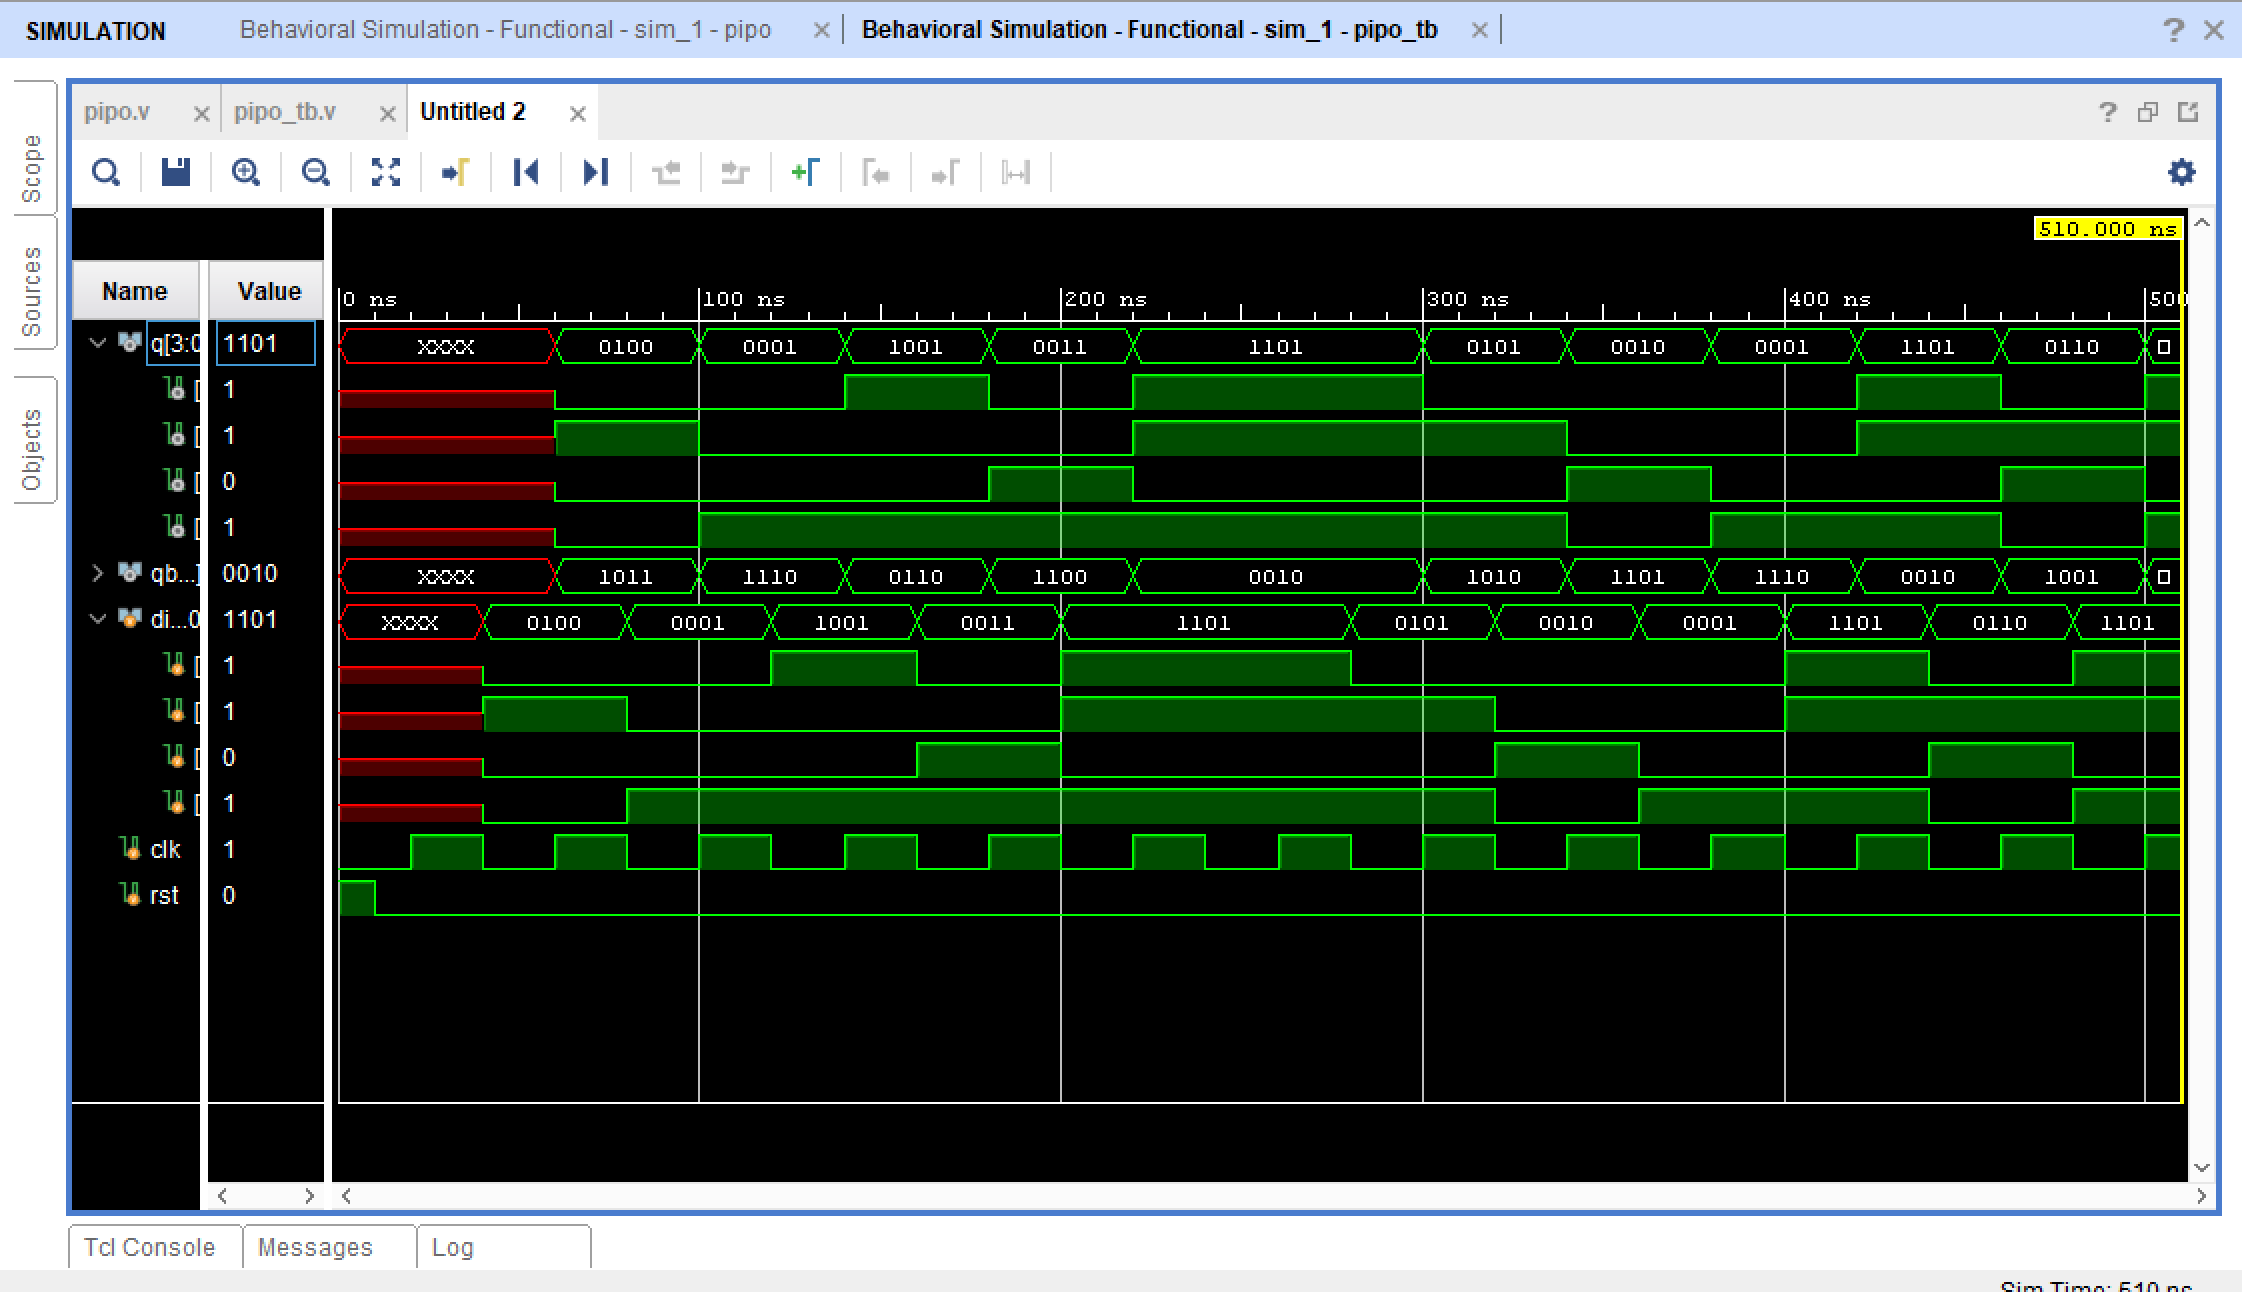 SIMULATION Behavioral Simulation - Functional - sim_1 - pipo Behavioral Simulation - Functional - sim_1 - pipo_tb ?
Scope
Sources
Objects
pipo.v pipo_tb.v Untitled 2 ?
510.000 ns
Name Value 0 ns 100 ns 200 ns 300 ns 400 ns 500
q[3:0 1101 XXXX 0100 0001 1001 0011 1101 0101 0010 0001 1101 0110
[ 1
[ 1
[ 0
[ 1
qb...] 0010 XXXX 1011 1110 0110 1100 0010 1010 1101 1110 0010 1001
di...0 1101 XXXX 0100 0001 1001 0011 1101 0101 0010 0001 1101 0110 1101
[ 1
[ 1
[ 0
[ 1
clk 1
rst 0
Tcl Console Messages Log
Sim Time: 510 ns